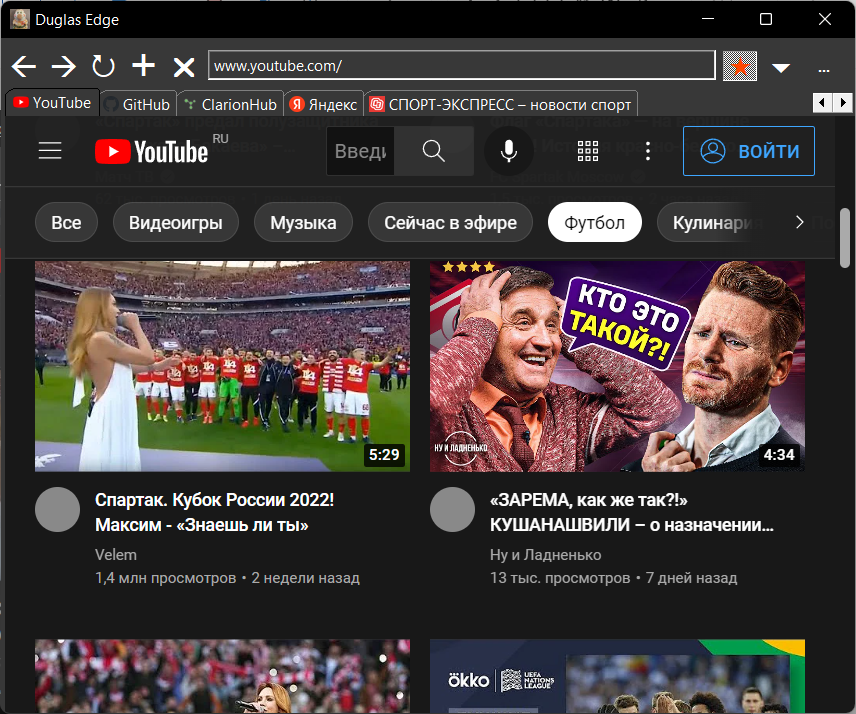 Duglas Edge
www.youtube.com/
...
YouTube
GitHub
ClarionHub
Яндекс
СПОРТ-ЭКСПРЕСС – новости спорт
YouTube RU
Введи
ВОЙТИ
Все
Видеоигры
Музыка
Сейчас в эфире
Футбол
Кулинария
КТО ЭТО
ТАКОЙ?!
НУ И ЛАДНЕНЬКО
5:29
4:34
Спартак. Кубок России 2022!
Максим - «Знаешь ли ты»
Velem
1,4 млн просмотров • 2 недели назад
«ЗАРЕМА, как же так?!»
КУШАНАШВИЛИ – о назначении...
Ну и Ладненько
13 тыс. просмотров • 7 дней назад
okko
UEFA
NATIONS
LEAGUE